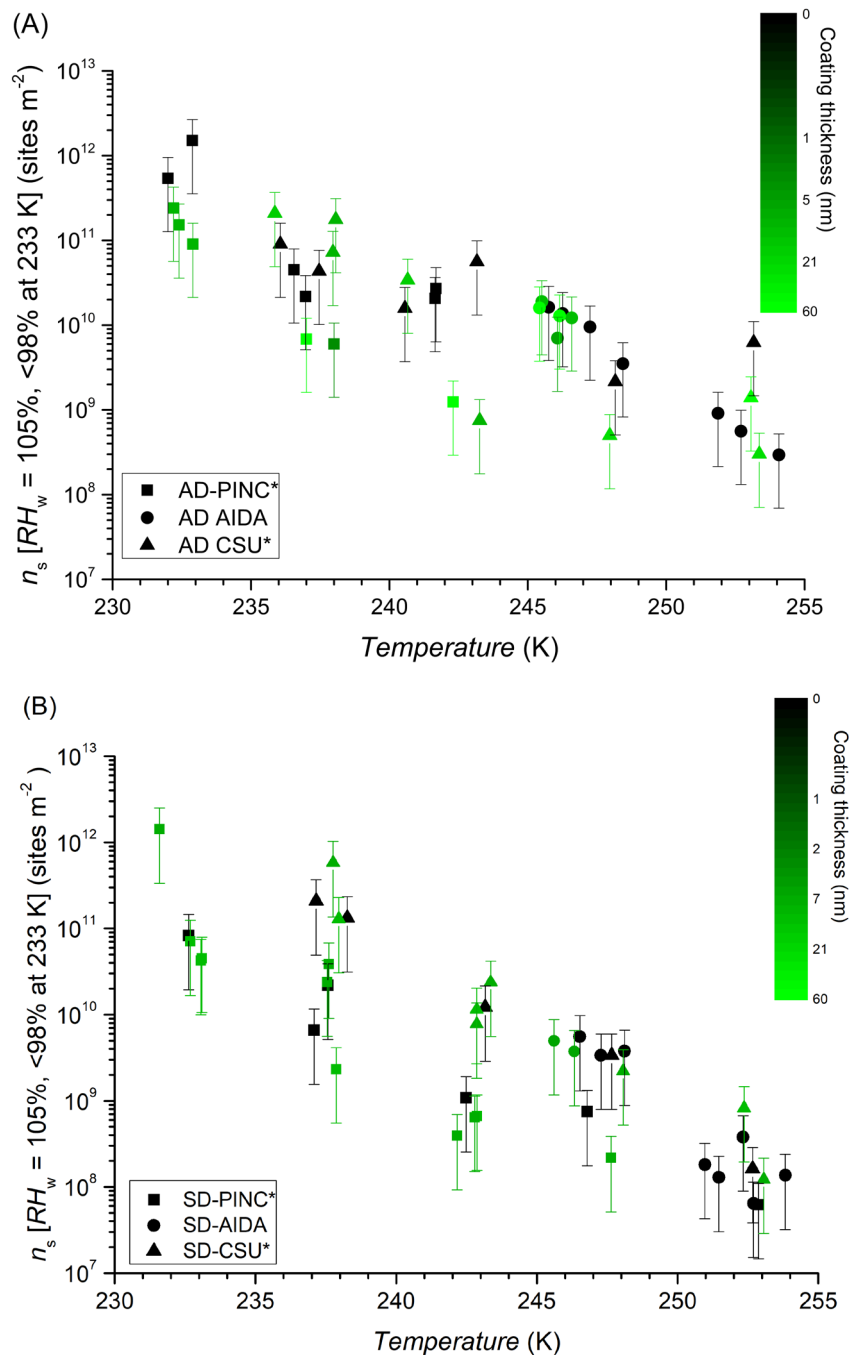 (A)
10^13
10^12
10^11
10^10
10^9
10^8
10^7
n_s [RH_w = 105%, <98% at 233 K] (sites m^-2)
AD-PINC*
AD AIDA
AD CSU*
230 235 240 245 250 255
Temperature (K)
0
1
5
21
60
Coating thickness (nm)
(B)
10^13
10^12
10^11
10^10
10^9
10^8
10^7
n_s [RH_w = 105%, <98% at 233 K] (sites m^-2 )
SD-PINC*
SD-AIDA
SD-CSU*
230 235 240 245 250 255
Temperature (K)
0
1
2
7
21
60
Coating thickness (nm)